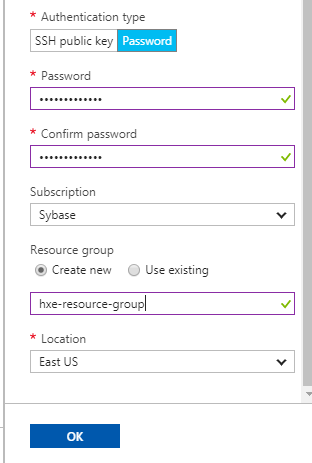 * Authentication type
SSH public key Password
* Password
•••••••••••••
* Confirm password
•••••••••••••
Subscription
Sybase
Resource group
Create new Use existing
hxe-resource-group
* Location
East US
OK